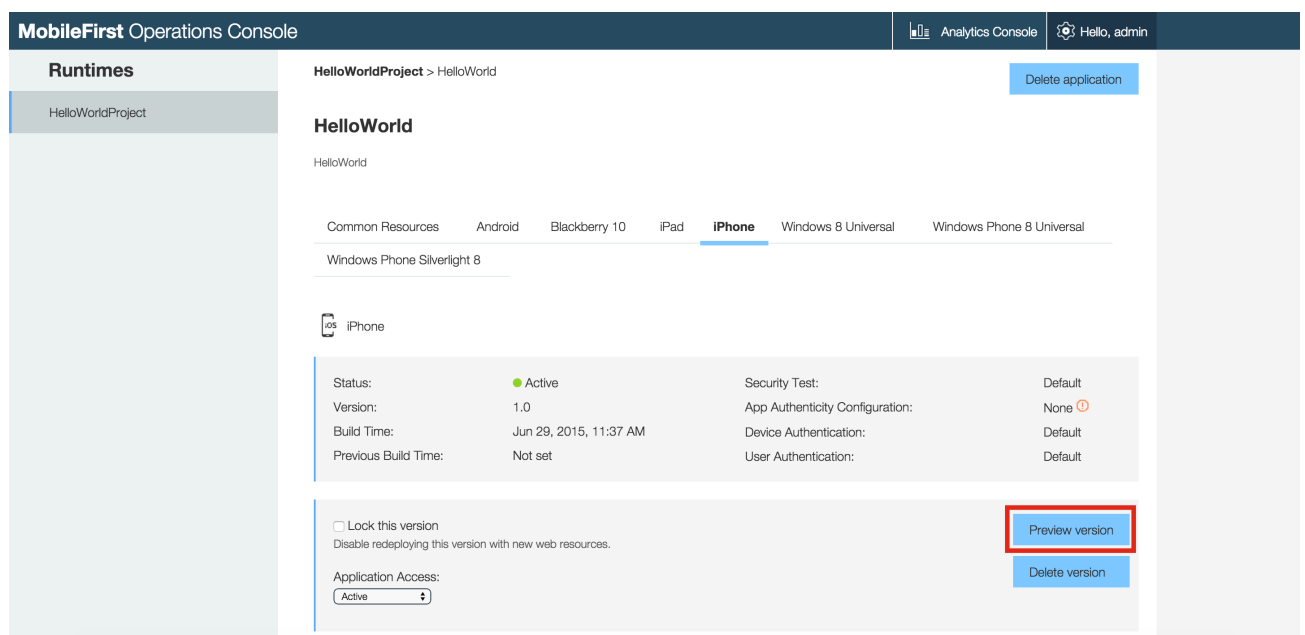 MobileFirst Operations Console
Analytics Console
Hello, admin
Runtimes
HelloWorldProject
HelloWorldProject > HelloWorld
Delete application
HelloWorld
HelloWorld
Common Resources Android Blackberry 10 iPad iPhone Windows 8 Universal Windows Phone 8 Universal
Windows Phone Silverlight 8
iOS iPhone
Status: Active Security Test: Default
Version: 1.0 App Authenticity Configuration: None
Build Time: Jun 29, 2015, 11:37 AM Device Authentication: Default
Previous Build Time: Not set User Authentication: Default
Lock this version
Disable redeploying this version with new web resources.
Application Access:
Active
Preview version
Delete version